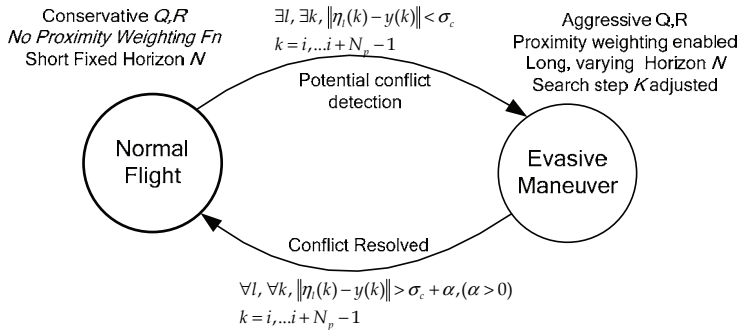 Conservative Q,R
No Proximity Weighting Fn
Short Fixed Horizon N
∃l, ∃k, ‖η_l(k) − y(k)‖ < σ_c
k = i,...i + N_p − 1
Potential conflict
detection
Aggressive Q,R
Proximity weighting enabled
Long, varying Horizon N
Search step K adjusted
Normal
Flight
Evasive
Maneuver
Conflict Resolved
∀l, ∀k, ‖η_l(k) − y(k)‖ > σ_c + α, (α > 0)
k = i,...i + N_p − 1